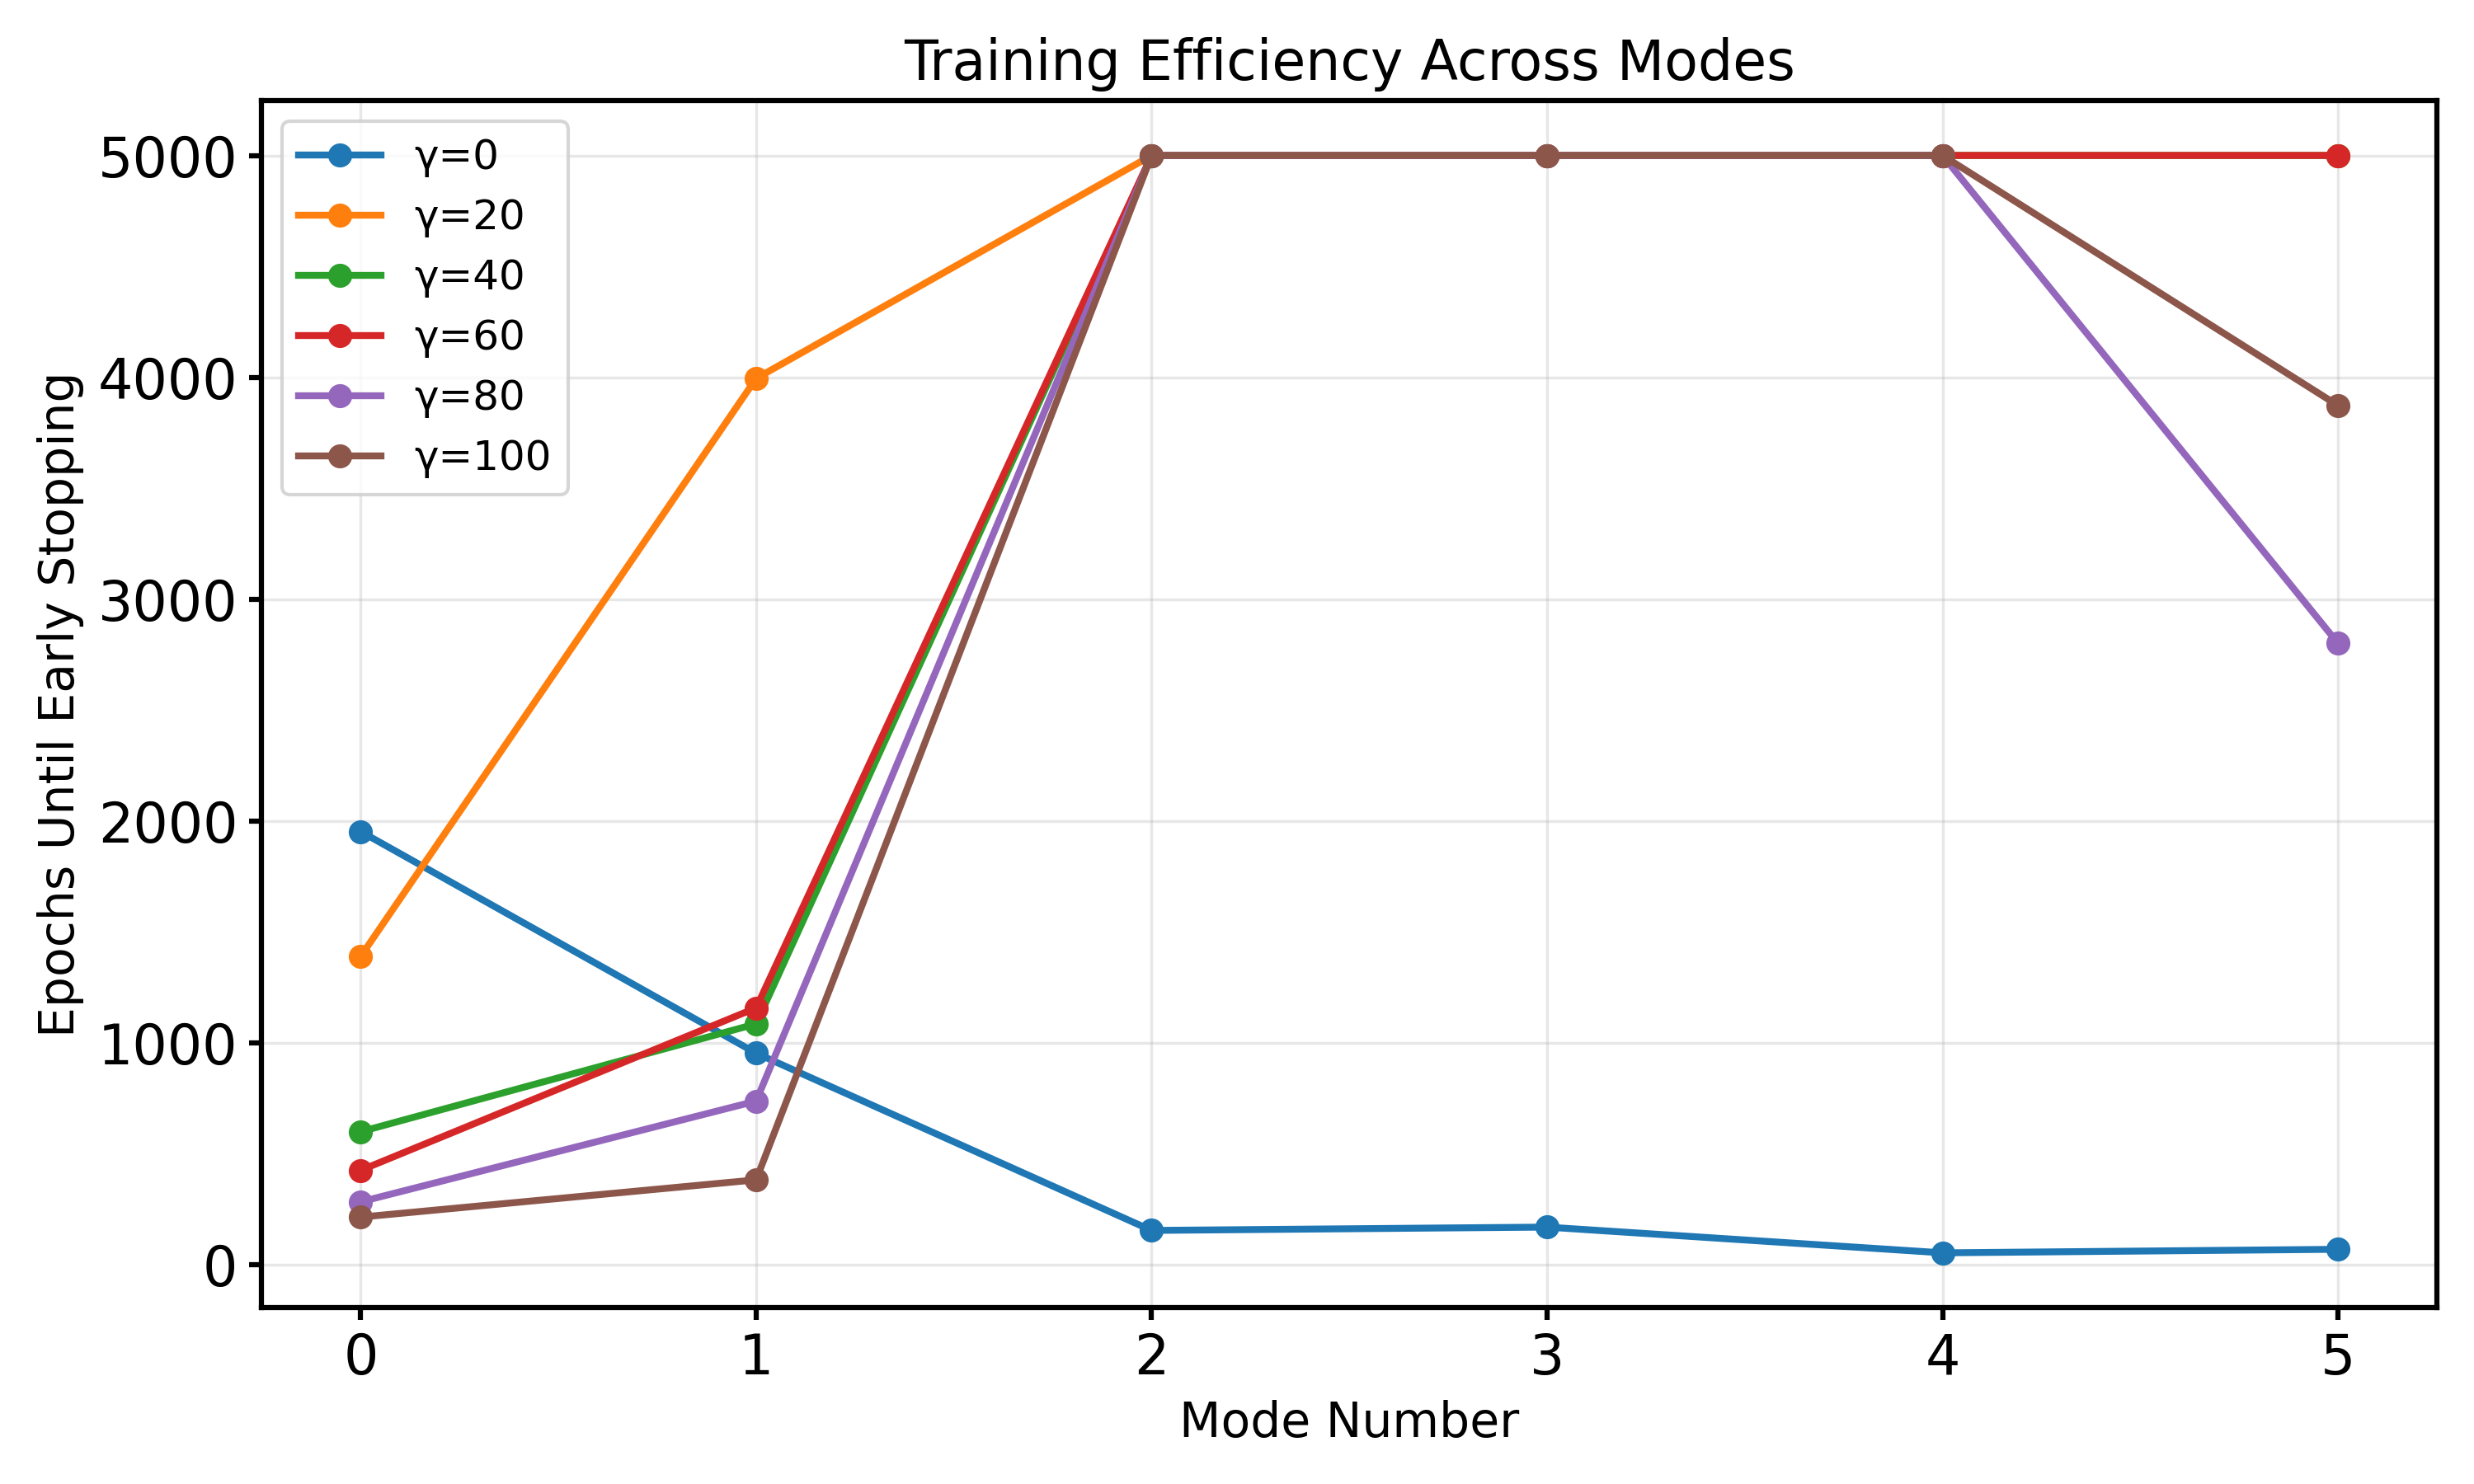 Training Efficiency Across Modes
γ=0
γ=20
γ=40
γ=60
γ=80
γ=100
Epochs Until Early Stopping
5000
4000
3000
2000
1000
0
0 1 2 3 4 5
Mode Number